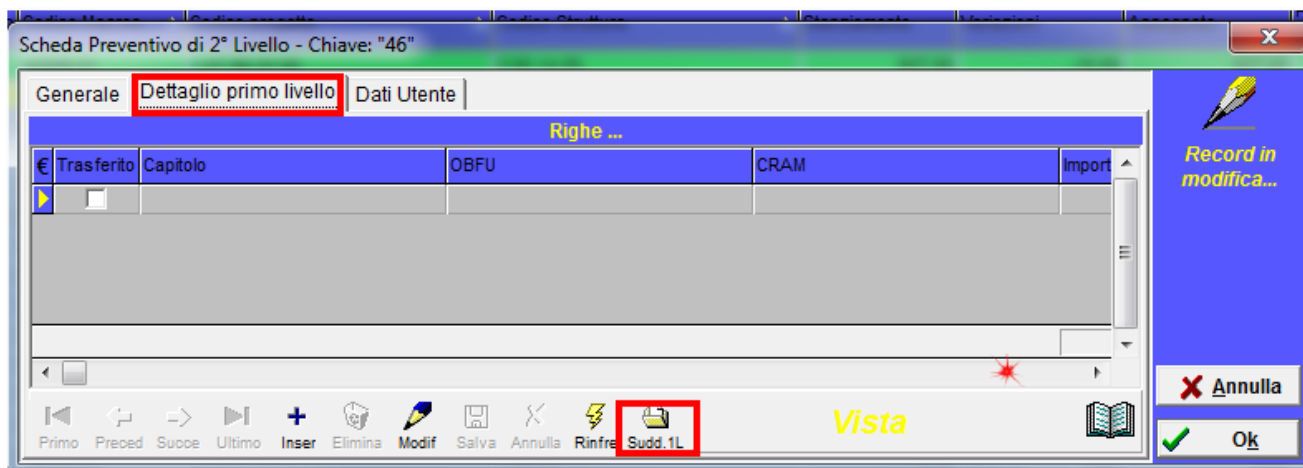 Scheda Preventivo di 2° Livello - Chiave: "46"
x
Generale Dettaglio primo livello Dati Utente
Righe ...
€ Trasferito Capitolo OBFU CRAM Import
Record in
modifica...
Primo Preced Succe Ultimo Inser Elimina Modif Salva Annulla Rinfre Sudd.1L
Vista
Annulla
Ok